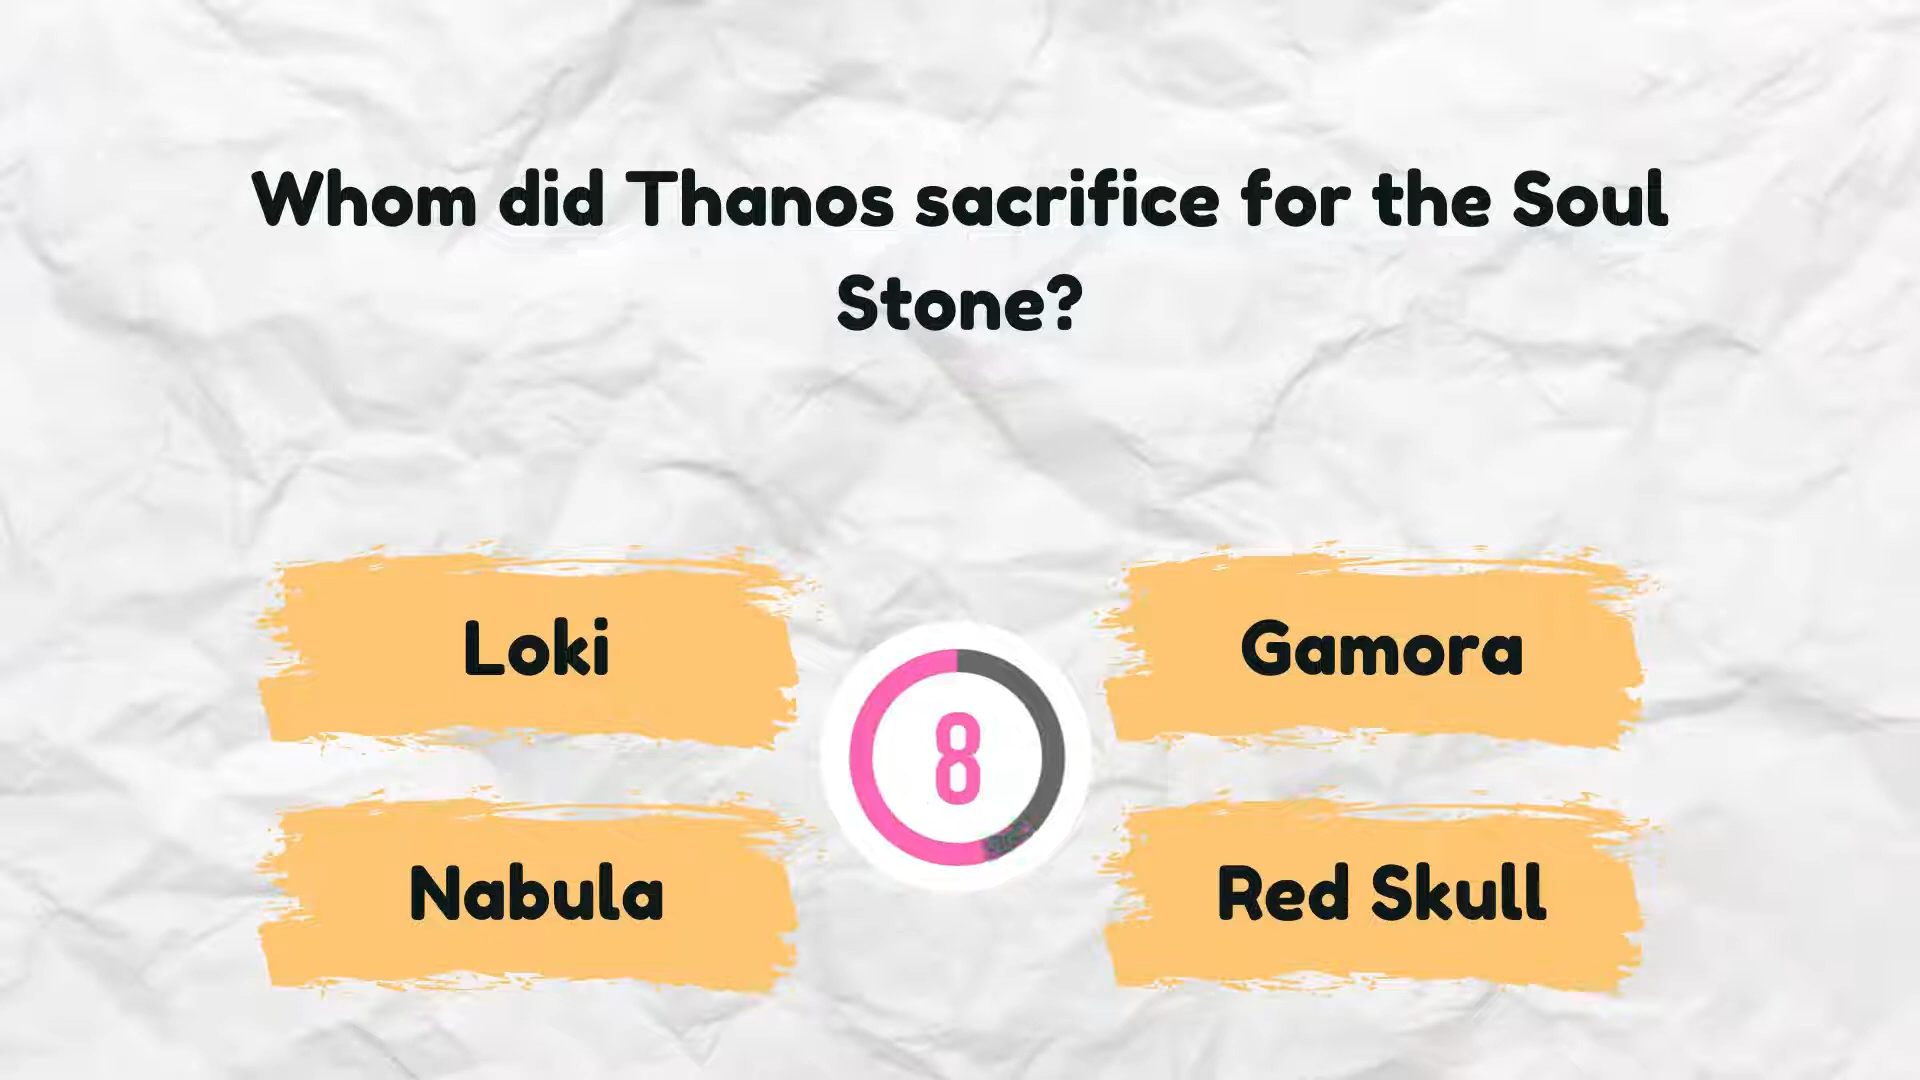 Whom did Thanos sacrifice for the Soul
Stone?
Loki
Gamora
8
Nabula
Red Skull